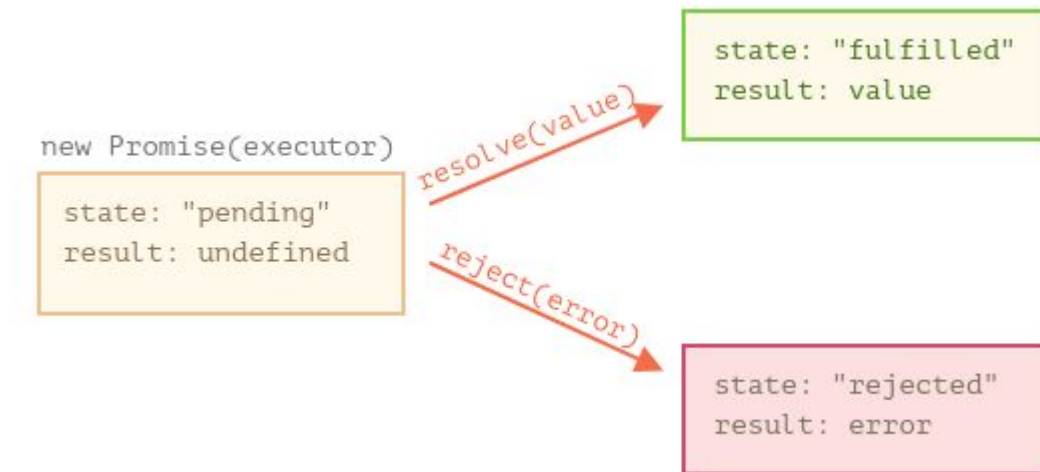 new Promise(executor)
state: "pending"
result: undefined
resolve(value)
reject(error)
state: "fulfilled"
result: value
state: "rejected"
result: error